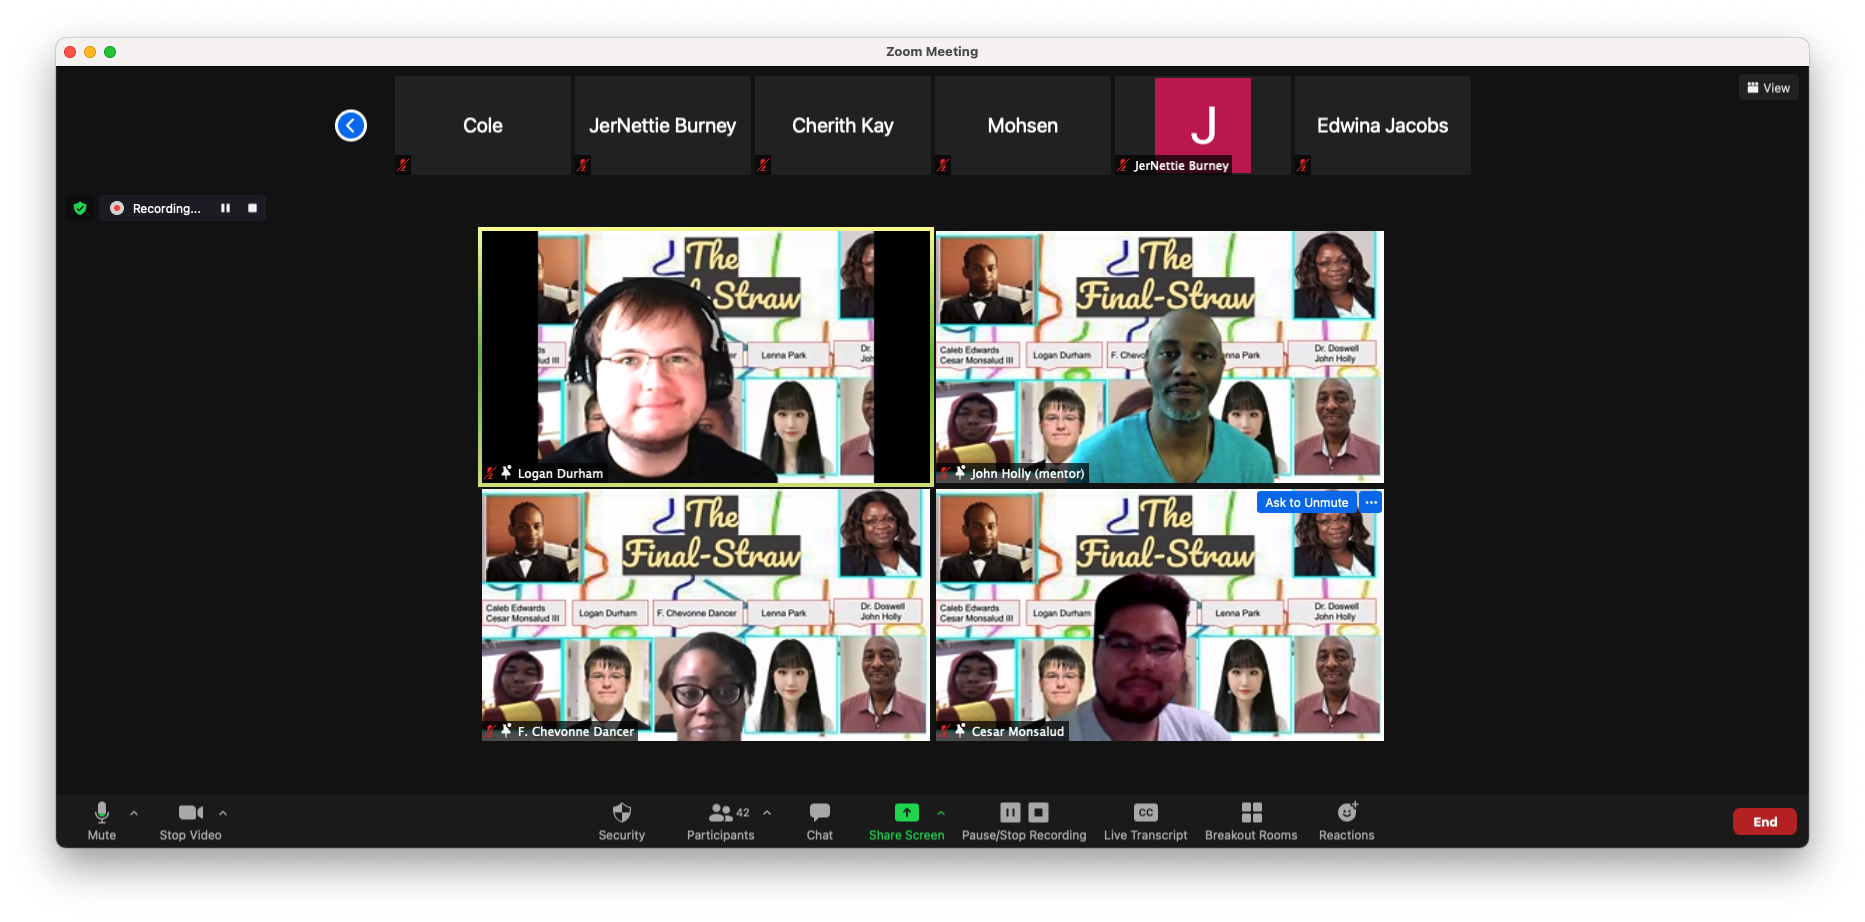 Zoom Meeting
View
Cole
JerNettie Burney
Cherith Kay
Mohsen
J
JerNettie Burney
Edwina Jacobs
Recording...
The
-Straw
Lenna Park
Dr.
Logan Durham
The
Final-Straw
Caleb Edwards
Cesar Monsalud III
Logan Durham
F. Chevo
nna Park
Dr. Doswell
John Holly
John Holly (mentor)
The
Final-Straw
Caleb Edwards
Cesar Monsalud III
Logan Durham
F. Chevonne Dancer
Lenna Park
Dr. Doswell
John Holly
F. Chevonne Dancer
Ask to Unmute
The
Final-Straw
Caleb Edwards
Cesar Monsalud III
Logan Durham
Lenna Park
Dr. Doswell
John Holly
Cesar Monsalud
Mute
Stop Video
Security
42
Participants
Chat
Share Screen
Pause/Stop Recording
CC
Live Transcript
Breakout Rooms
Reactions
End